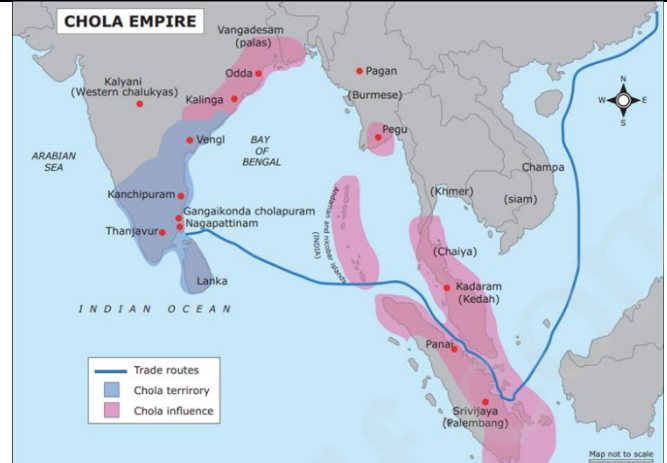 CHOLA EMPIRE
Vangadesam
(palas)
Odda
Kalyani
(Western chalukyas)
Kalinga
Pagan
(Burmese)
N
W
E
S
Vengl
BAY
OF
BENGAL
Pegu
ARABIAN
SEA
Champa
Kanchipuram
(Khmer)
(siam)
Andaman and nicobar islands
(INDIA)
Gangaikonda cholapuram
Nagapattinam
Thanjavur
(Chaiya)
Lanka
Kadaram
(Kedah)
INDIAN OCEAN
Panai
Trade routes
Chola terrirory
Chola influence
Srivijaya
(Palembang)
Map not to scale